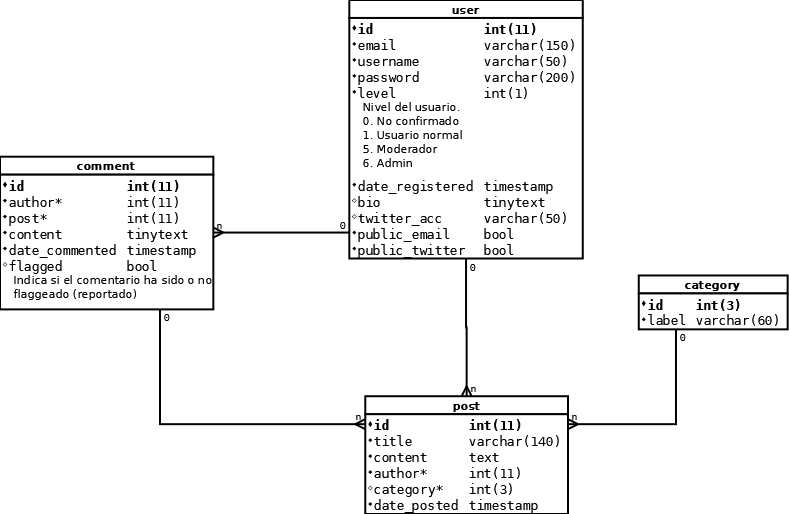 user
id int(11)
email varchar(150)
username varchar(50)
password varchar(200)
level int(1)
Nivel del usuario.
0. No confirmado
1. Usuario normal
5. Moderador
6. Admin
date_registered timestamp
bio tinytext
twitter_acc varchar(50)
public_email bool
public_twitter bool
comment
id int(11)
author* int(11)
post* int(11)
content tinytext
date_commented timestamp
flagged bool
Indica si el comentario ha sido o no
flaggeado (reportado)
n
0
0
0
n
n
category
id int(3)
label varchar(60)
0
n
post
id int(11)
title varchar(140)
content text
author* int(11)
category* int(3)
date_posted timestamp